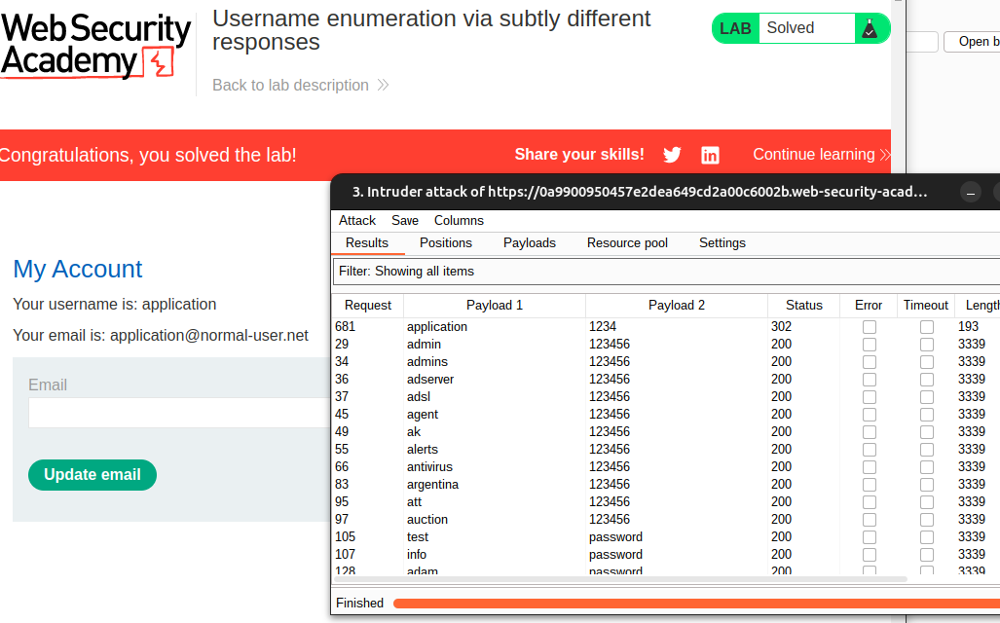 Web Security
Academy
Username enumeration via subtly different
responses
Back to lab description
LAB Solved
Open b
Congratulations, you solved the lab!
Share your skills!
Continue learning
3. Intruder attack of https://0a9900950457e2dea649cd2a00c6002b.web-security-acad...
Attack Save Columns
Results Positions Payloads Resource pool Settings
Filter: Showing all items
My Account
Your username is: application
Your email is: application@normal-user.net
Email
Update email
Request Payload 1 Payload 2 Status Error Timeout Length
681 application 1234 302 193
29 admin 123456 200 3339
34 admins 123456 200 3339
36 adserver 123456 200 3339
37 adsl 123456 200 3339
45 agent 123456 200 3339
49 ak 123456 200 3339
55 alerts 123456 200 3339
66 antivirus 123456 200 3339
83 argentina 123456 200 3339
95 att 123456 200 3339
97 auction 123456 200 3339
105 test password 200 3339
107 info password 200 3339
128 adam password 200 3339
Finished